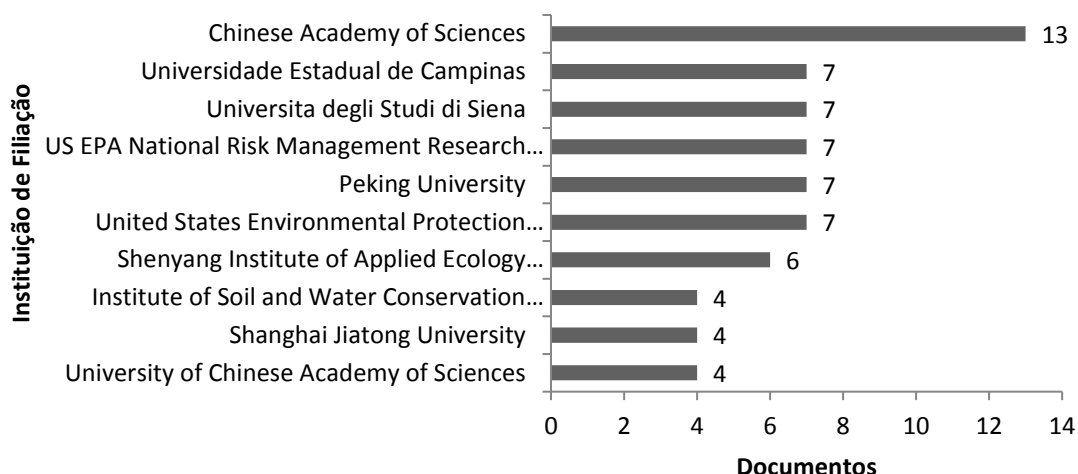 Instituição de Filiação
Chinese Academy of Sciences 13
Universidade Estadual de Campinas 7
Universita degli Studi di Siena 7
US EPA National Risk Management Research... 7
Peking University 7
United States Environmental Protection... 7
Shenyang Institute of Applied Ecology... 6
Institute of Soil and Water Conservation... 4
Shanghai Jiatong University 4
University of Chinese Academy of Sciences 4
0 2 4 6 8 10 12 14
Documentos